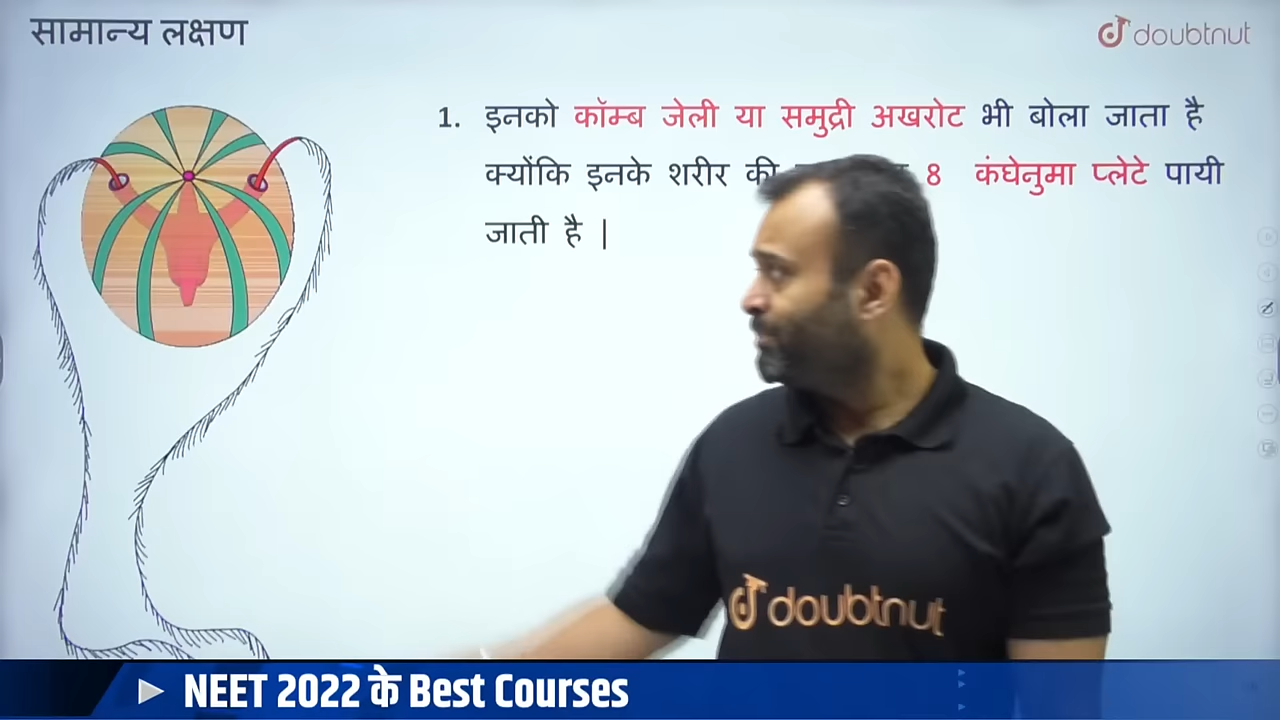 सामान्य लक्षण
doubtnut
1. इनको कॉम्ब जेली या समुद्री अखरोट भी बोला जाता है
क्योंकि इनके शरीर की 8 कंघेनुमा प्लेटे पायी
जाती है |
doubtnut
NEET 2022 के Best Courses